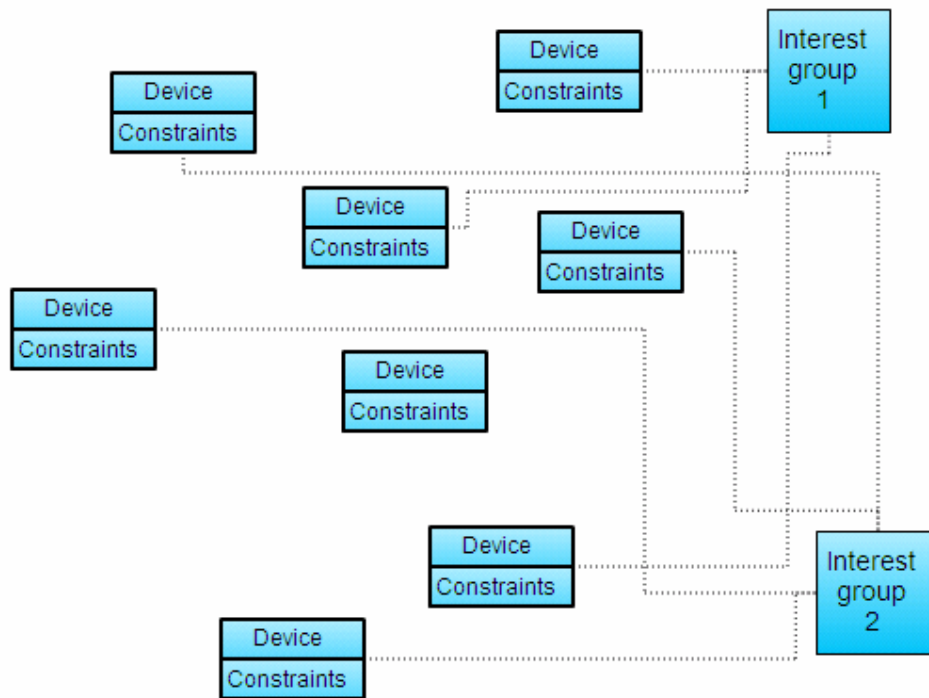 Device
Constraints
Interest
group
1
Device
Constraints
Device
Constraints
Device
Constraints
Device
Constraints
Device
Constraints
Device
Constraints
Interest
group
2
Device
Constraints